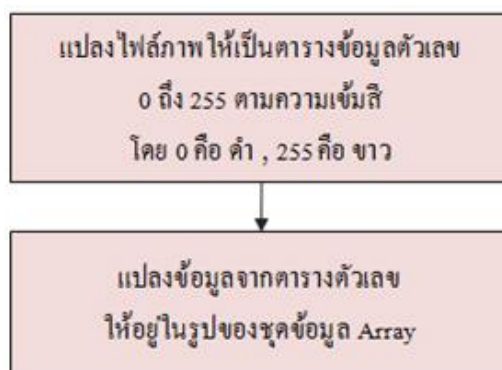 แปลงไฟล์ภาพให้เป็นตารางข้อมูลตัวเลข
0 ถึง 255 ตามความเข้มสี
โดย 0 คือ ดำ , 255 คือ ขาว
แปลงข้อมูลจากตารางตัวเลข
ให้อยู่ในรูปของชุดข้อมูล Array